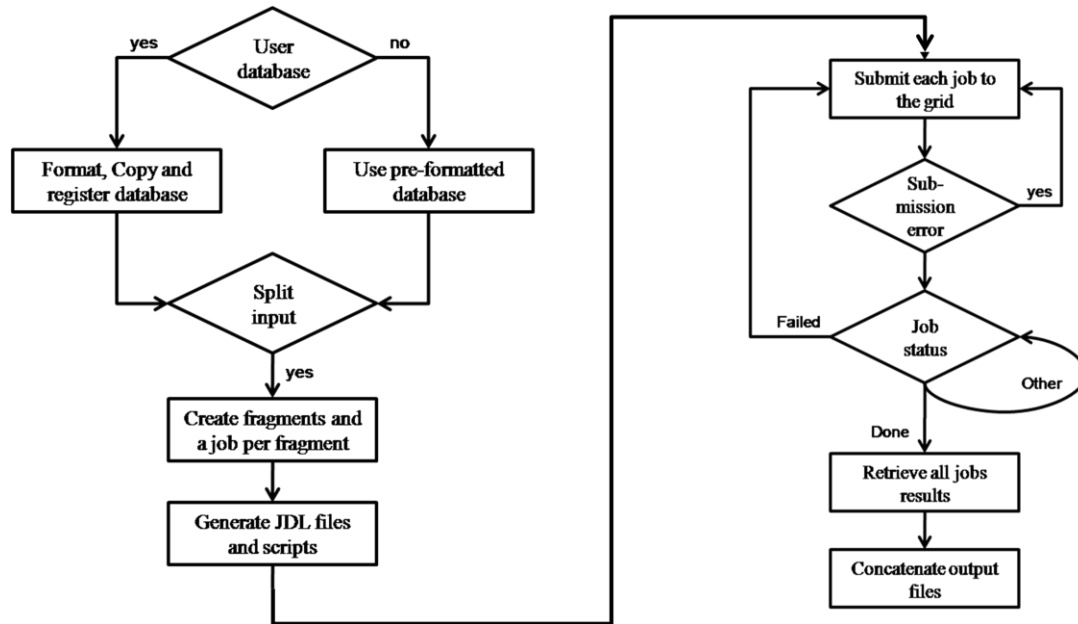 User
database
yes
no
Format, Copy and
register database
Use pre-formatted
database
Split
input
yes
Create fragments and
a job per fragment
Generate JDL files
and scripts
Submit each job to
the grid
Sub-
mission
error
yes
Job
status
Failed
Other
Done
Retrieve all jobs
results
Concatenate output
files